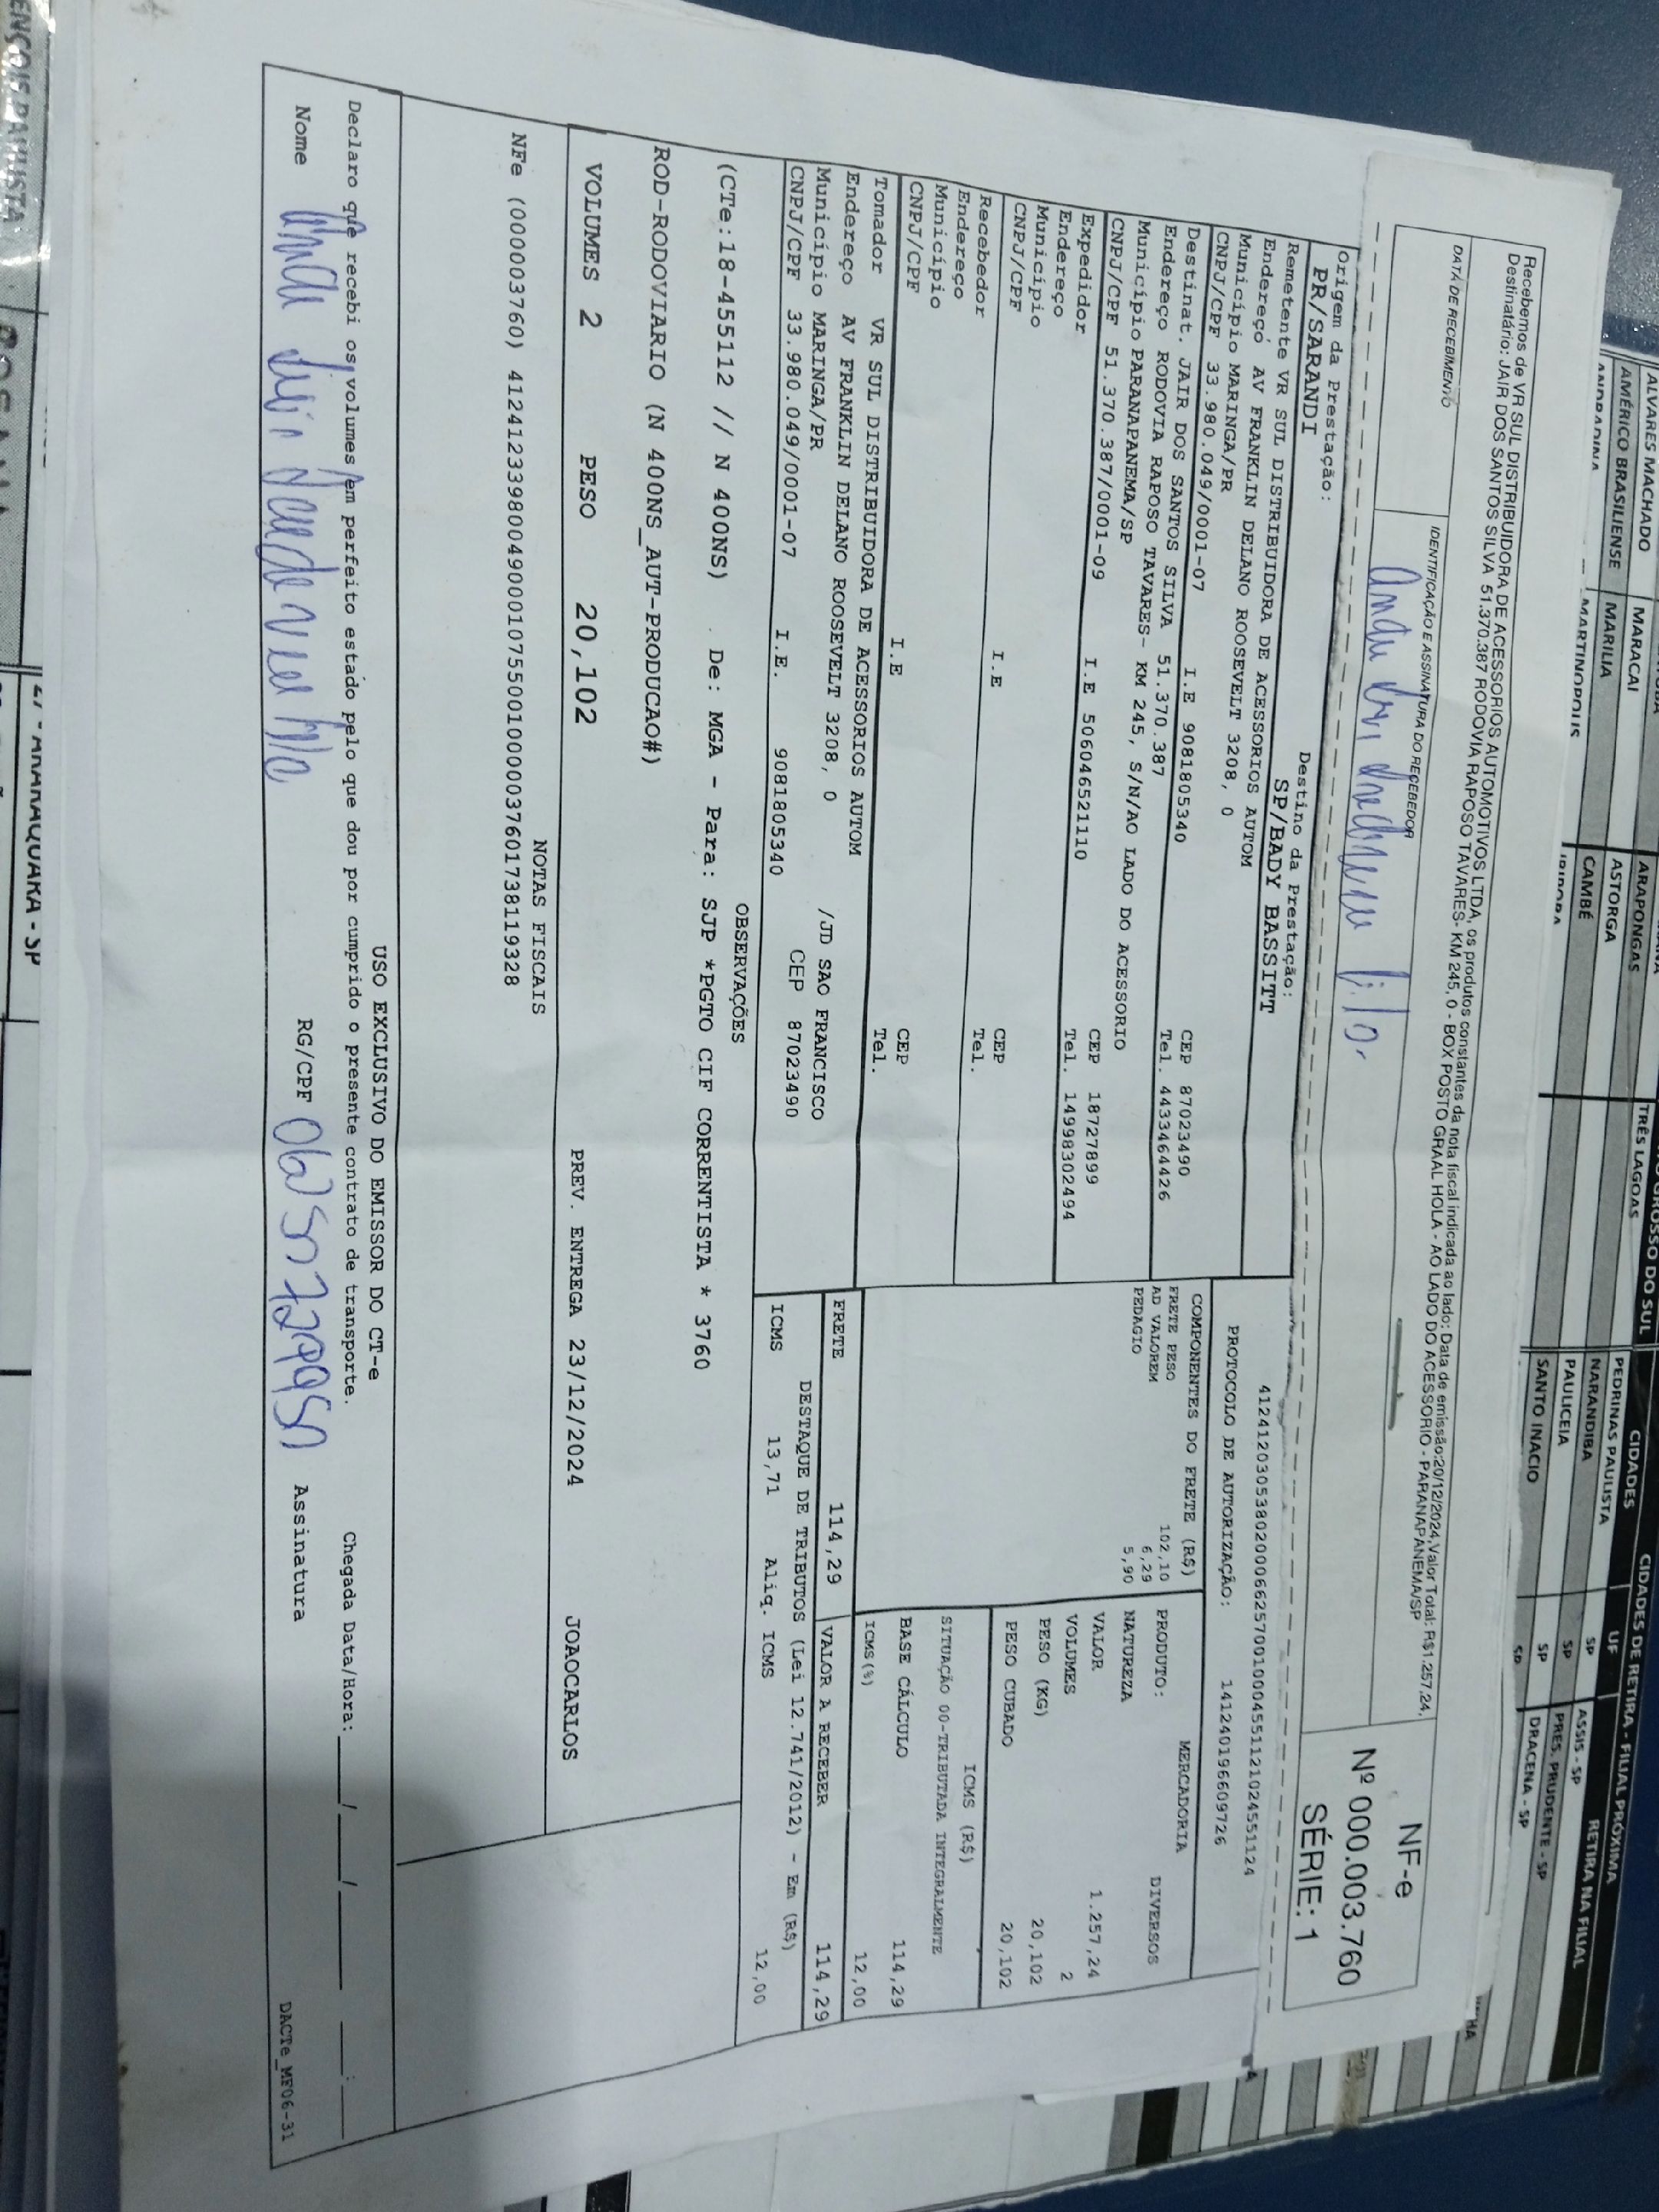 Recebemos de VR SUL DISTRIBUIDORA DE ACESSORIOS AUTOMOTIVOS LTDA, os produtos constantes da nota fiscal indicada ao lado: Data de emissão:20/12/2024,Valor Total: R$1.257,24,
Destinatário: JAIR DOS SANTOS SILVA 51.370.387 RODOVIA RAPOSO TAVARES- KM 245, 0 - BOX POSTO GRAAL HOLA - AO LADO DO ACESSORIO - PARANAPANEMA/SP
DATA DE RECEBIMENTO
IDENTIFICAÇÃO E ASSINATURA DO RECEBEDOR
NF-e
Nº 000.003.760
SÉRIE: 1
Origem da Prestação:
PR/SARANDI
Destino da Prestação:
SP/BADY BASSITT
41241203053802000662570010004551121024551124
PROTOCOLO DE AUTORIZAÇÃO: 141240196609726
Remetente VR SUL DISTRIBUIDORA DE ACESSORIOS AUTOM
Endereço AV FRANKLIN DELANO ROOSEVELT 3208, 0
Município MARINGA/PR CEP 87023490
CNPJ/CPF 33.980.049/0001-07 I.E 9081805340 Tel. 4433464426
Destinat. JAIR DOS SANTOS SILVA 51.370.387
Endereço RODOVIA RAPOSO TAVARES- KM 245, S/N/AO LADO DO ACESSORIO
Município PARANAPANEMA/SP CEP 18727899
CNPJ/CPF 51.370.387/0001-09 I.E 50604652110 Tel. 14998302494
Expedidor
Endereço
Município CEP
CNPJ/CPF I.E Tel.
Recebedor
Endereço
Município CEP
CNPJ/CPF I.E Tel.
Tomador VR SUL DISTRIBUIDORA DE ACESSORIOS AUTOM
Endereço AV FRANKLIN DELANO ROOSEVELT 3208, 0 /JD SAO FRANCISCO
Município MARINGA/PR CEP 87023490
CNPJ/CPF 33.980.049/0001-07 I.E. 9081805340
COMPONENTES DO FRETE (R$)
FRETE PESO 102,10
AD VALOREM 6,29
PEDAGIO 5,90
MERCADORIA
PRODUTO: DIVERSOS
NATUREZA
VALOR 1.257,24
VOLUMES 2
PESO (KG) 20,102
PESO CUBADO 20,102
ICMS (R$)
SITUAÇÃO 00-TRIBUTADA INTEGRALMENTE
BASE CÁLCULO 114,29
ICMS(%) 12,00
FRETE 114,29 VALOR A RECEBER 114,29
DESTAQUE DE TRIBUTOS (Lei 12.741/2012) - Em (R$)
ICMS 13,71 Aliq. ICMS 12,00
OBSERVAÇÕES
(CTe:18-455112 // N 400NS) De: MGA - Para: SJP *PGTO CIF CORRENTISTA * 3760
ROD-RODOVIARIO (N 400NS_AUT-PRODUCAO#)
VOLUMES 2 PESO 20,102 PREV. ENTREGA 23/12/2024 JOAOCARLOS
NOTAS FISCAIS
NFe (000003760) 41241233980049000107550010000037601738119328
USO EXCLUSIVO DO EMISSOR DO CT-e
Declaro que recebi os volumes em perfeito estado pelo que dou por cumprido o presente contrato de transporte. Chegada Data/Hora: ___/___/_____ ___:___
Nome RG/CPF Assinatura
DACTe_MF06-31
ALVARES MACHADO
AMÉRICO BRASILIENSE
MARACAI
MARILIA
MARTINOPOLIS
ARAPONGAS
ASTORGA
CAMBÉ
TRÊS LAGOAS
CIDADES DE RETIRA - FILIAL PRÓXIMA
CIDADES UF RETIRA NA FILIAL
PEDRINAS PAULISTA SP ASSIS - SP
NARANDIBA SP PRES. PRUDENTE - SP
PAULICEIA SP DRACENA - SP
SANTO INACIO
ARARAQUARA - SP